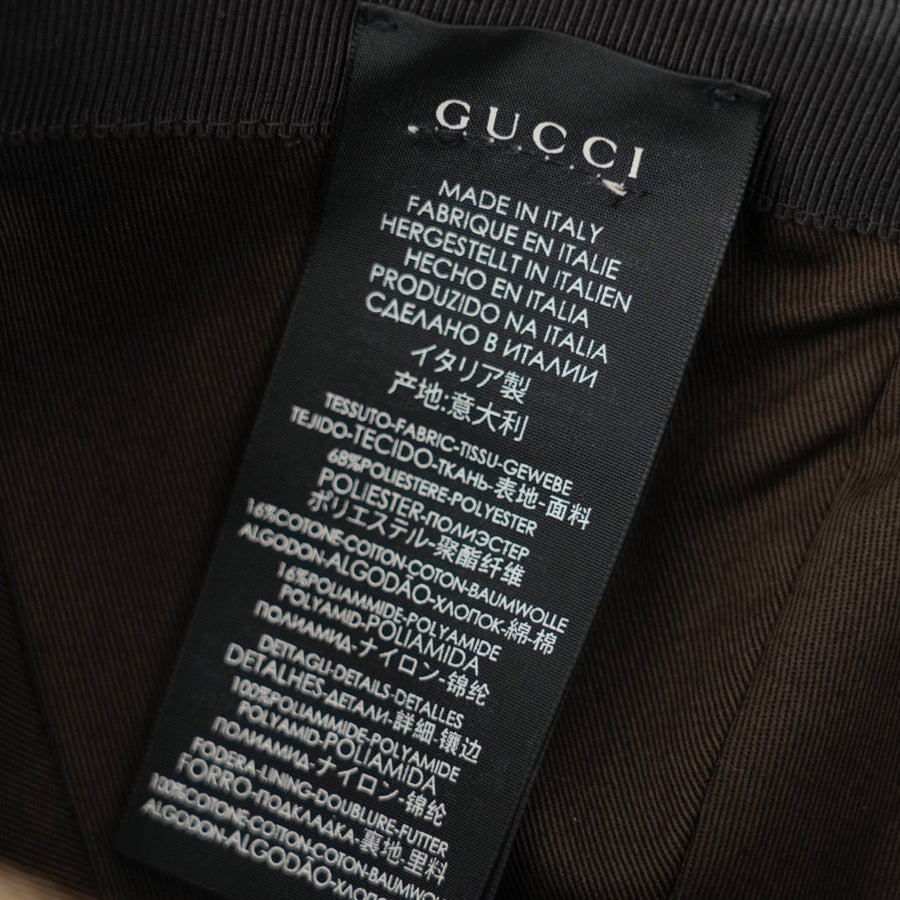 GUCCI
MADE IN ITALY
FABRIQUE EN ITALIE
HERGESTELLT IN ITALIEN
HECHO EN ITALIA
PRODUZIDO NA ITALIA
СДЕЛАНО В ИТАЛИИ
イタリア製
产地:意大利
TESSUTO-FABRIC-TISSU-GEWEBE
TEJIDO-TECIDO-ТКАНЬ-表地-面料
68%POLIESTERE-POLYESTER
POLIESTER-ПОЛИЭСТЕР
ポリエステル-聚酯纤维
16%COTONE-COTTON-COTON-BAUMWOLLE
ALGODON-ALGODÃO-ХЛОПОК-綿-棉
16%POLIAMMIDE-POLYAMIDE
POLYAMID-POLIAMIDA
ПОЛИАМИД-ナイロン-锦纶
DETTAGLI-DETAILS-DETALLES
DETALHES-ДЕТАЛИ-詳細-镶边
100%POLIAMMIDE-POLYAMIDE
POLYAMID-POLIAMIDA
ПОЛИАМИД-ナイロン-锦纶
FODERA-LINING-DOUBLURE-FUTTER
FORRO-ПОДКЛАДКА-裏地-里料
100%COTONE-COTTON-COTON-BAUMWOLLE
ALGODON-ALGODÃO-ХЛОПОК